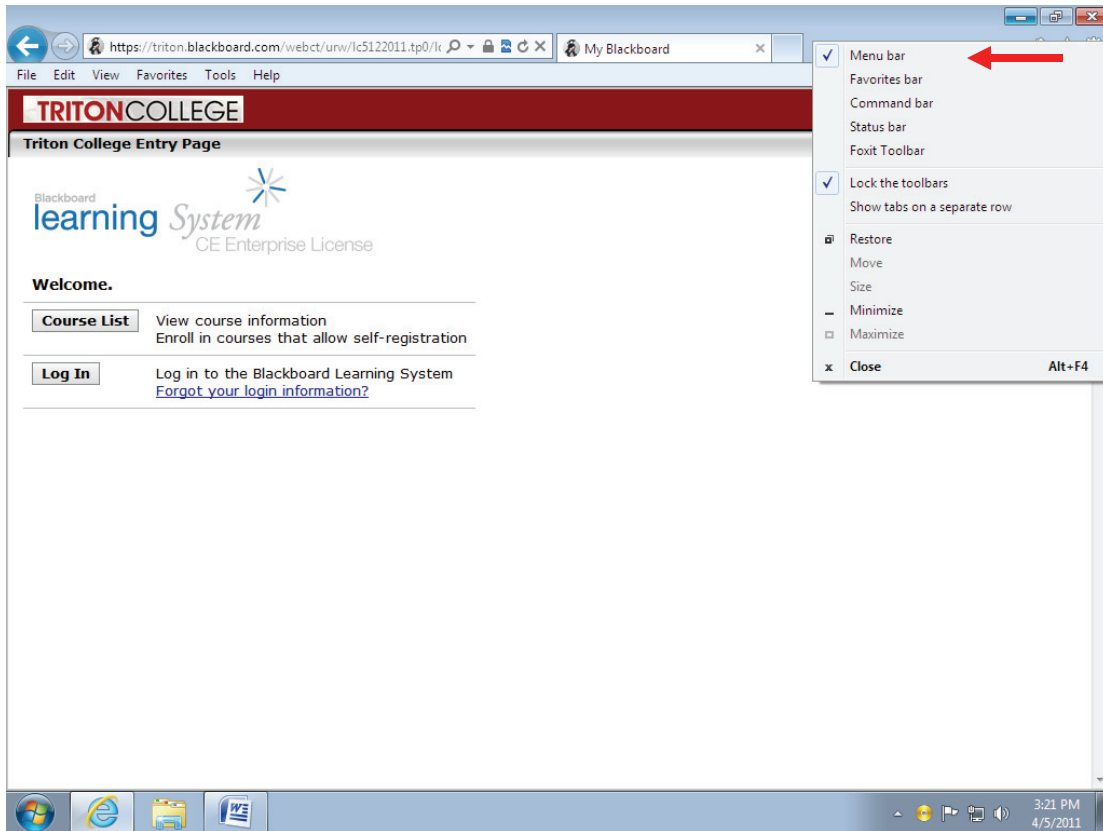 https://triton.blackboard.com/webct/urw/lc5122011.tp0/lc
My Blackboard
File Edit View Favorites Tools Help
TRITONCOLLEGE
Triton College Entry Page
Blackboard
learning System
CE Enterprise License
Welcome.
Course List View course information
Enroll in courses that allow self-registration
Log In Log in to the Blackboard Learning System
Forgot your login information?
Menu bar
Favorites bar
Command bar
Status bar
Foxit Toolbar
Lock the toolbars
Show tabs on a separate row
Restore
Move
Size
Minimize
Maximize
Close Alt+F4
3:21 PM
4/5/2011